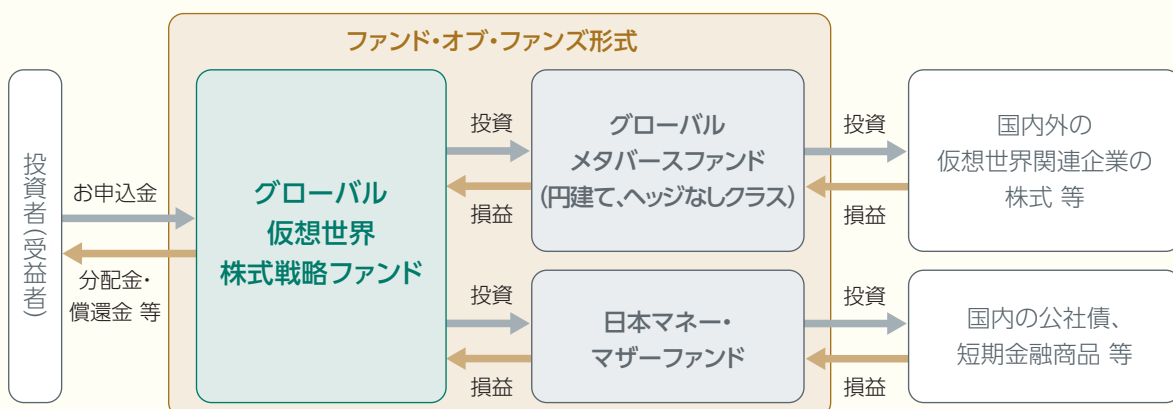 ファンド・オブ・ファンズ形式
投資者(受益者)
お申込金
分配金・
償還金 等
グローバル
仮想世界
株式戦略ファンド
投資
損益
グローバル
メタバースファンド
(円建て、ヘッジなしクラス)
投資
損益
国内外の
仮想世界関連企業の
株式 等
投資
損益
日本マネー・
マザーファンド
投資
損益
国内の公社債、
短期金融商品 等